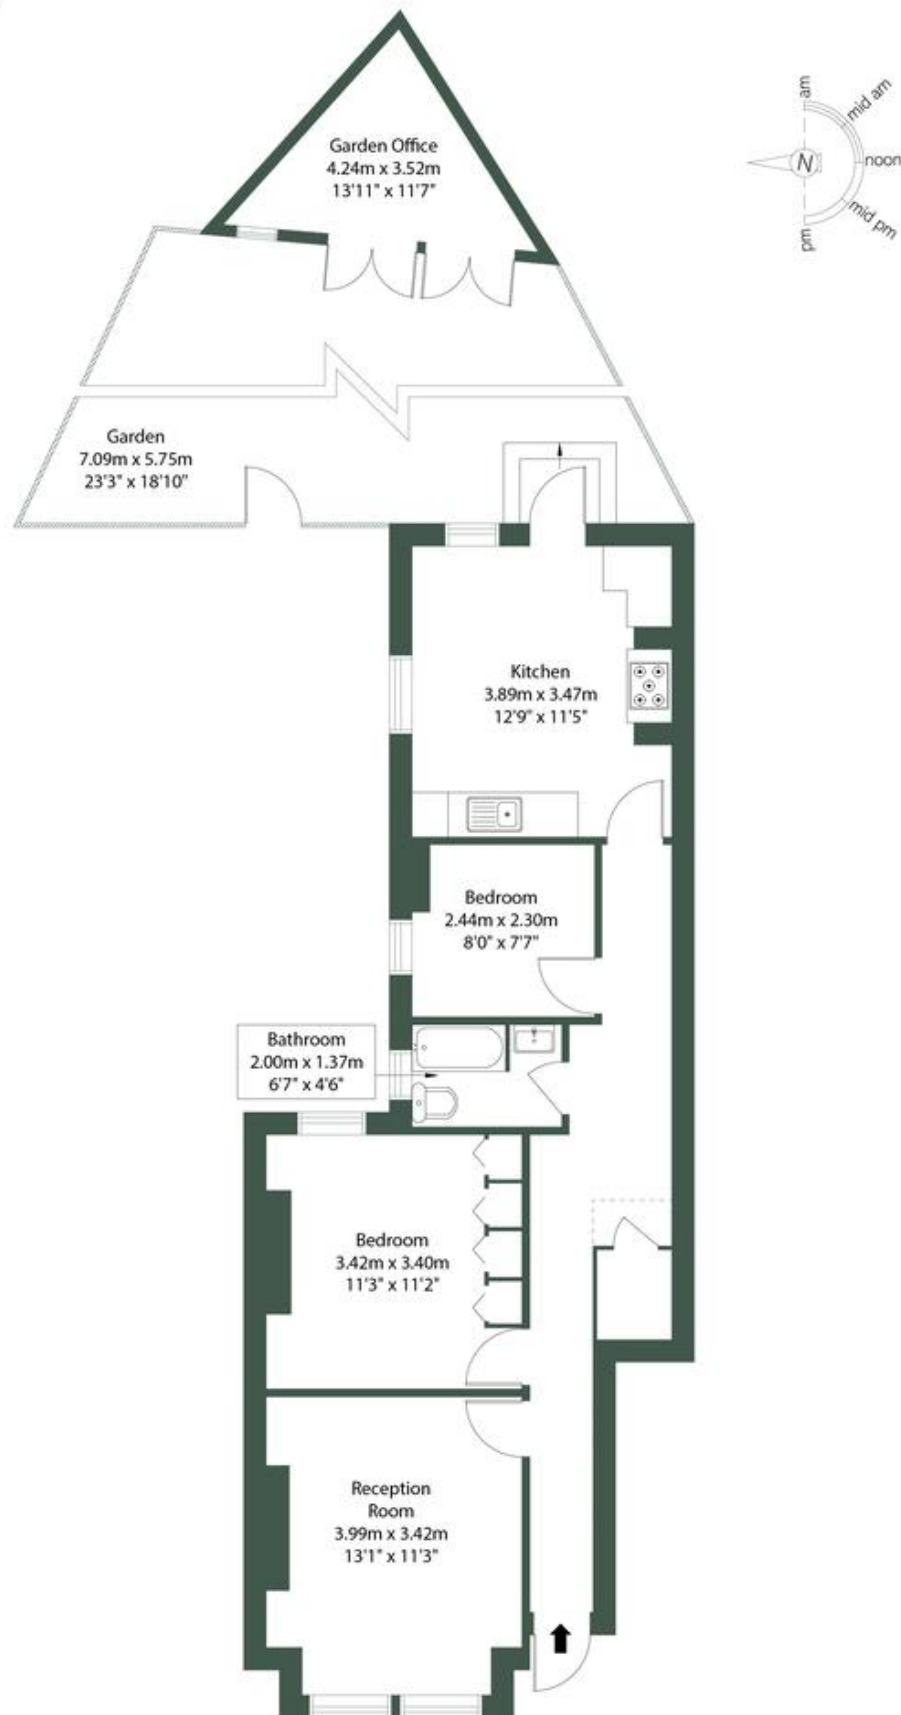 Garden Office
4.24m x 3.52m
13'11" x 11'7"
am
mid am
N
noon
mid pm
pm
Garden
7.09m x 5.75m
23'3" x 18'10"
Kitchen
3.89m x 3.47m
12'9" x 11'5"
Bedroom
2.44m x 2.30m
8'0" x 7'7"
Bathroom
2.00m x 1.37m
6'7" x 4'6"
Bedroom
3.42m x 3.40m
11'3" x 11'2"
Reception
Room
3.99m x 3.42m
13'1" x 11'3"